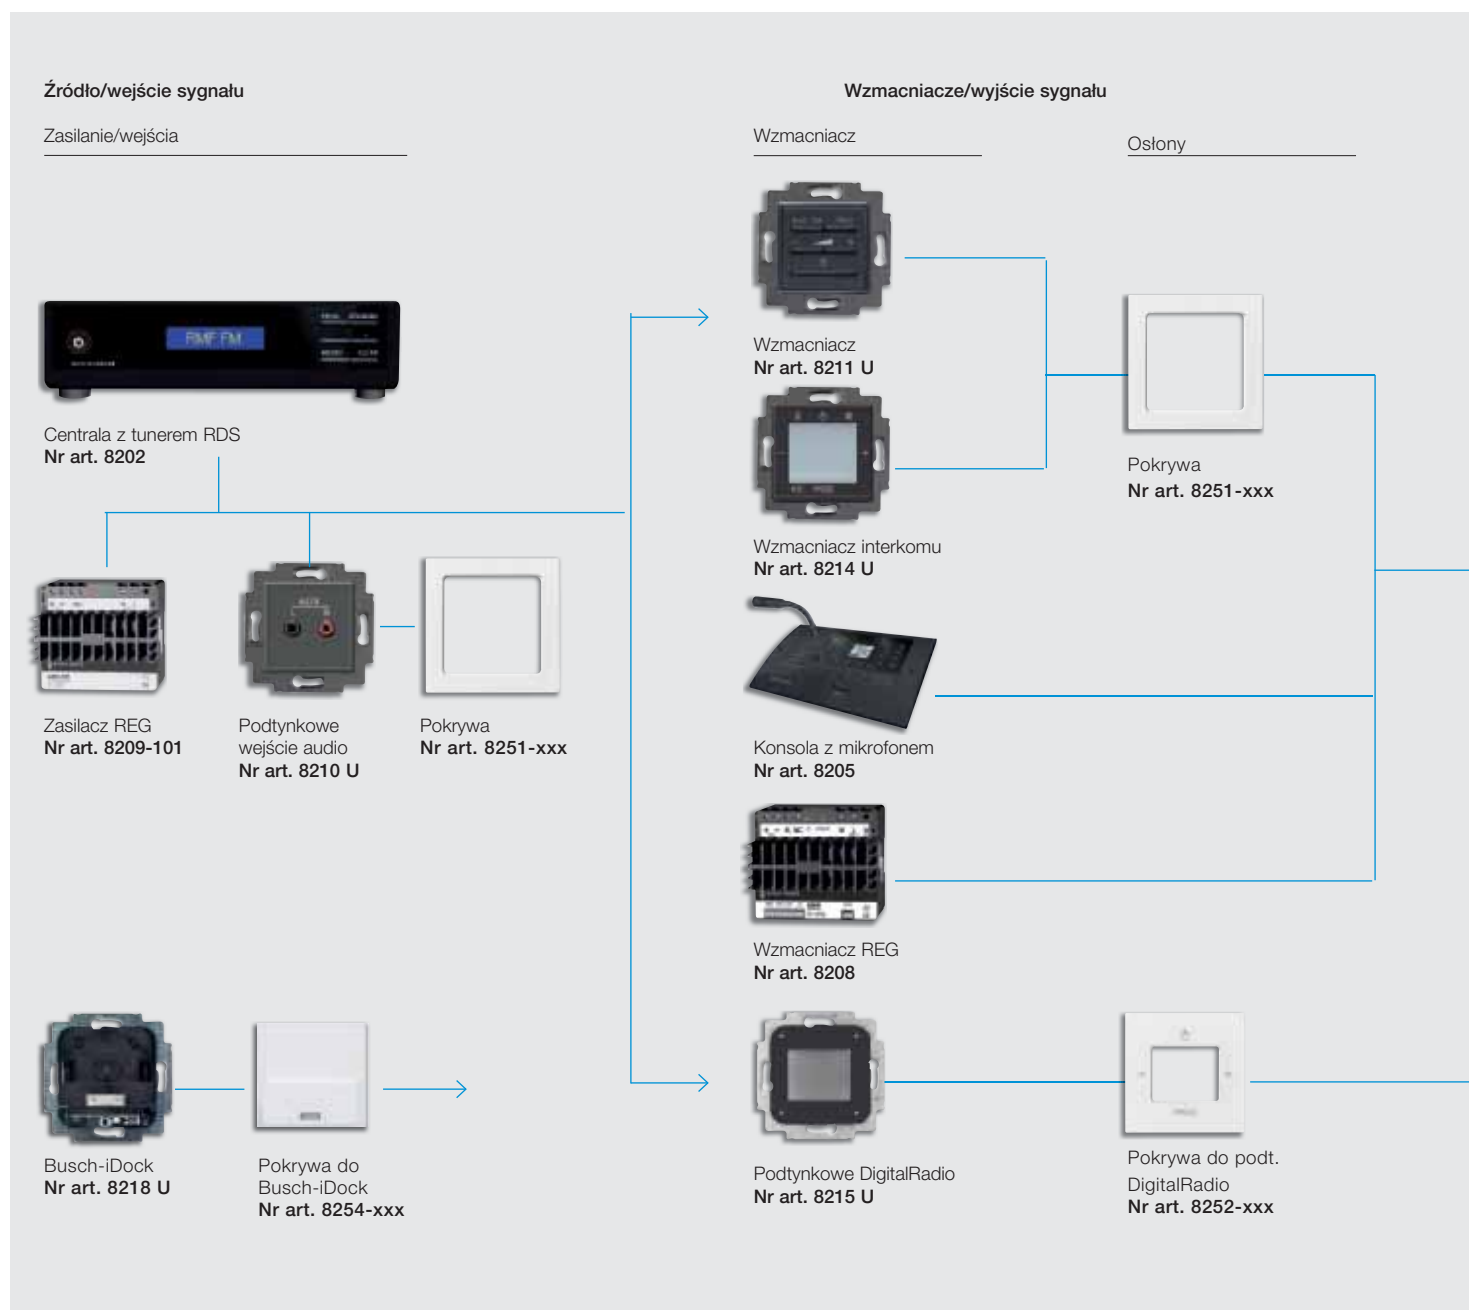 Źródło/wejście sygnału
Zasilanie/wejścia
RMF FM
Centrala z tunerem RDS
Nr art. 8202
Zasilacz REG
Nr art. 8209-101
Podtynkowe
wejście audio
Nr art. 8210 U
Pokrywa
Nr art. 8251-xxx
Busch-iDock
Nr art. 8218 U
Pokrywa do
Busch-iDock
Nr art. 8254-xxx
Wzmacniacze/wyjście sygnału
Wzmacniacz
Osłony
Wzmacniacz
Nr art. 8211 U
Wzmacniacz interkomu
Nr art. 8214 U
Pokrywa
Nr art. 8251-xxx
Konsola z mikrofonem
Nr art. 8205
Wzmacniacz REG
Nr art. 8208
Podtynkowe DigitalRadio
Nr art. 8215 U
Pokrywa do podt.
DigitalRadio
Nr art. 8252-xxx